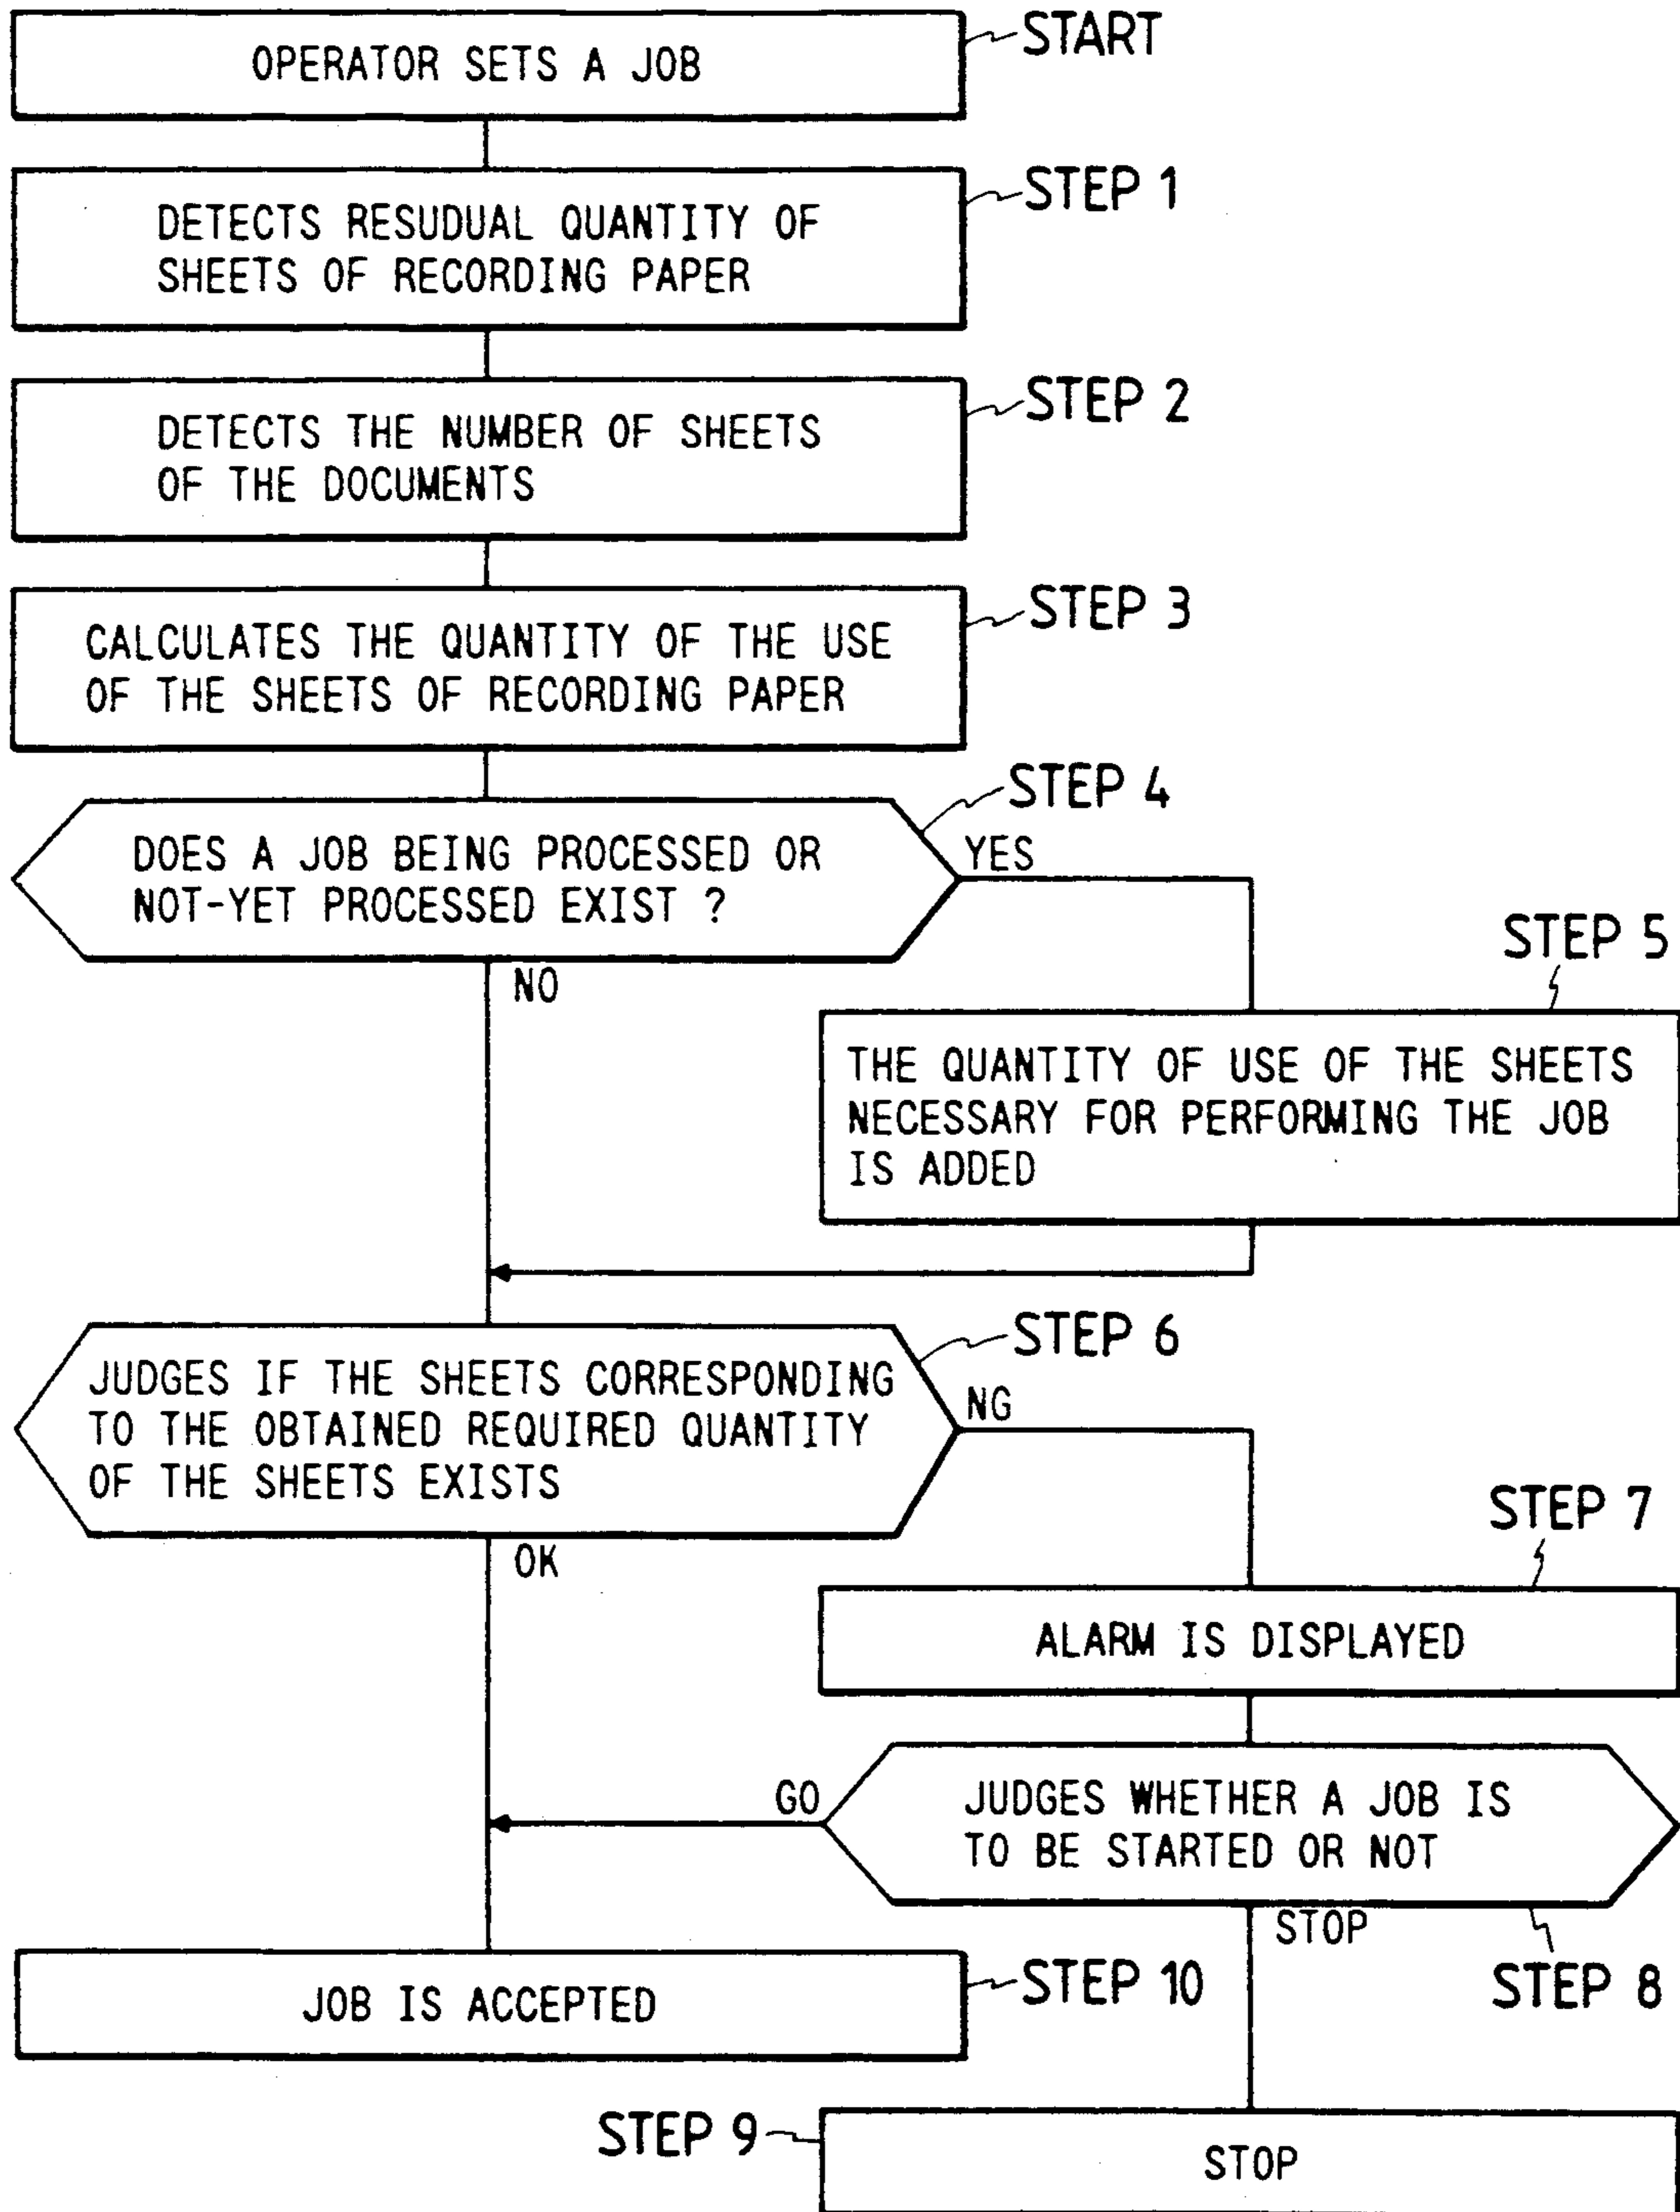 OPERATOR SETS A JOB
START
DETECTS RESUDUAL QUANTITY OF
SHEETS OF RECORDING PAPER
STEP 1
DETECTS THE NUMBER OF SHEETS
OF THE DOCUMENTS
STEP 2
CALCULATES THE QUANTITY OF THE USE
OF THE SHEETS OF RECORDING PAPER
STEP 3
DOES A JOB BEING PROCESSED OR
NOT-YET PROCESSED EXIST ?
STEP 4
YES
NO
STEP 5
THE QUANTITY OF USE OF THE SHEETS
NECESSARY FOR PERFORMING THE JOB
IS ADDED
JUDGES IF THE SHEETS CORRESPONDING
TO THE OBTAINED REQUIRED QUANTITY
OF THE SHEETS EXISTS
STEP 6
NG
OK
STEP 7
ALARM IS DISPLAYED
JUDGES WHETHER A JOB IS
TO BE STARTED OR NOT
GO
STOP
STEP 8
JOB IS ACCEPTED
STEP 10
STEP 9
STOP